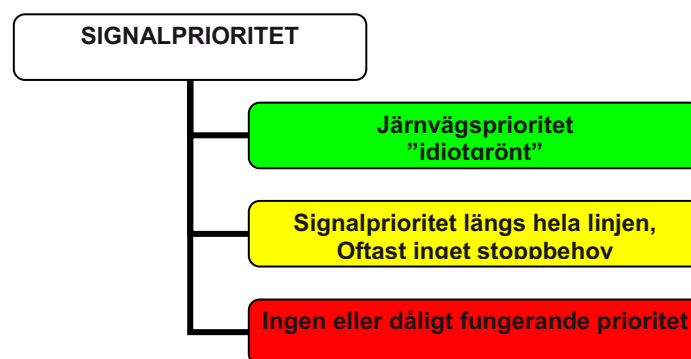 SIGNALPRIORITET
Järnvägsprioritet
”idiotgrönt”
Signalprioritet längs hela linjen,
Oftast inget stoppbehov
Ingen eller dåligt fungerande prioritet